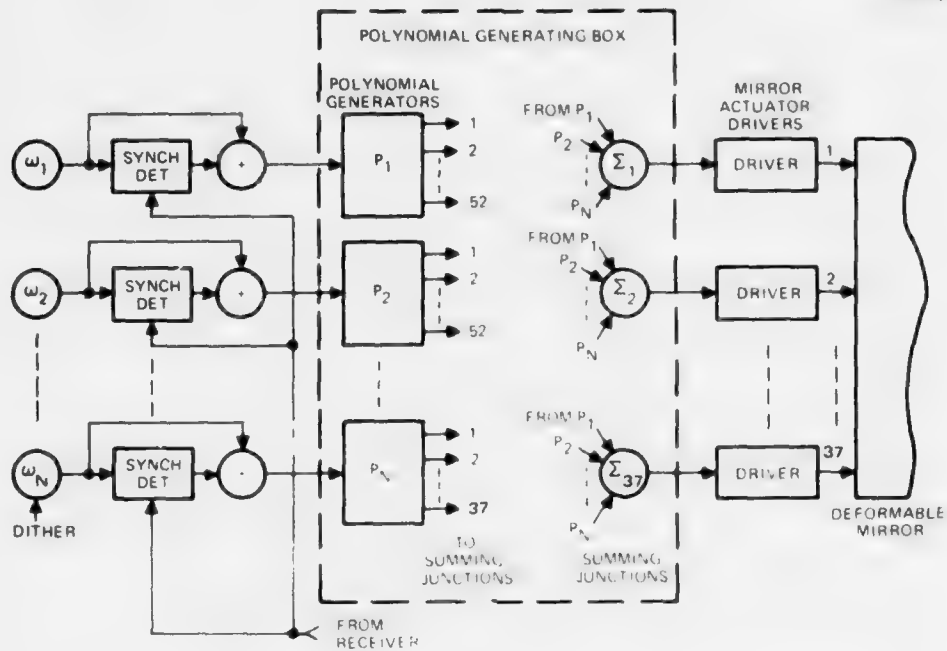 POLYNOMIAL GENERATING BOX
POLYNOMIAL
GENERATORS
MIRROR
ACTUATOR
DRIVERS
ω1
SYNCH
DET
+
P1
1
2
52
FROM P1
P2
PN
Σ1
DRIVER
1
ω2
SYNCH
DET
+
P2
1
2
52
FROM P1
P2
PN
Σ2
DRIVER
2
ωN
SYNCH
DET
PN
1
2
37
FROM P1
P2
PN
Σ37
DRIVER
37
DITHER
TO
SUMMING
JUNCTIONS
SUMMING
JUNCTIONS
DEFORMABLE
MIRROR
FROM
RECEIVER